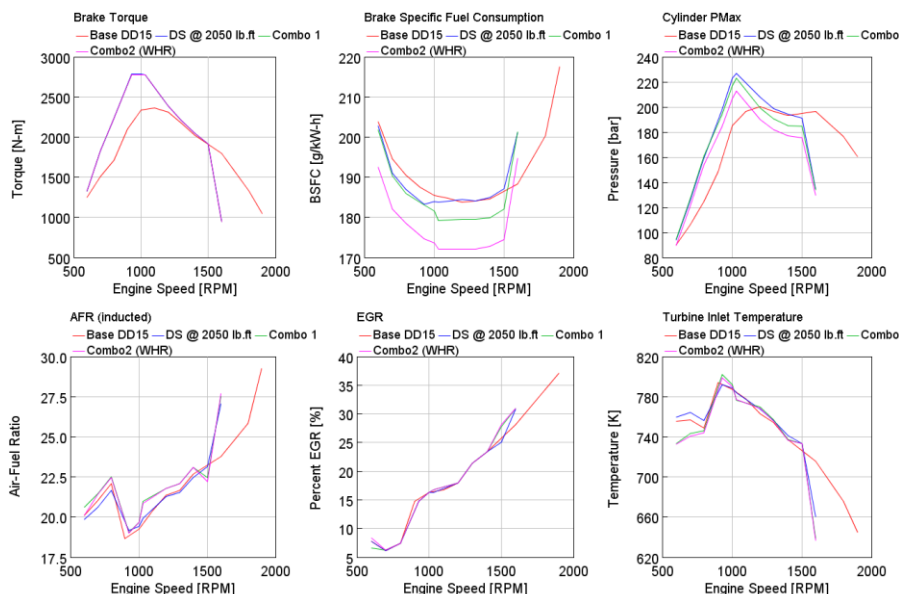 Brake Torque
Base DD15 DS @ 2050 lb.ft Combo 1
Combo2 (WHR)
3000
2500
2000
1500
1000
500
500 1000 1500 2000
Torque [N-m]
Engine Speed [RPM]
Brake Specific Fuel Consumption
Base DD15 DS @ 2050 lb.ft Combo 1
Combo2 (WHR)
220
210
200
190
180
170
500 1000 1500 2000
BSFC [g/kW-h]
Engine Speed [RPM]
Cylinder PMax
Base DD15 DS @ 2050 lb.ft Combo
Combo2 (WHR)
240
220
200
180
160
140
120
100
80
500 1000 1500 2000
Pressure [bar]
Engine Speed [RPM]
AFR (inducted)
Base DD15 DS @ 2050 lb.ft Combo 1
Combo2 (WHR)
30.0
27.5
25.0
22.5
20.0
17.5
500 1000 1500 2000
Air-Fuel Ratio
Engine Speed [RPM]
EGR
Base DD15 DS @ 2050 lb.ft Combo 1
Combo2 (WHR)
40
35
30
25
20
15
10
5
500 1000 1500 2000
Percent EGR [%]
Engine Speed [RPM]
Turbine Inlet Temperature
Base DD15 DS @ 2050 lb.ft Combo
Combo2 (WHR)
820
780
740
700
660
620
500 1000 1500 2000
Temperature [K]
Engine Speed [RPM]